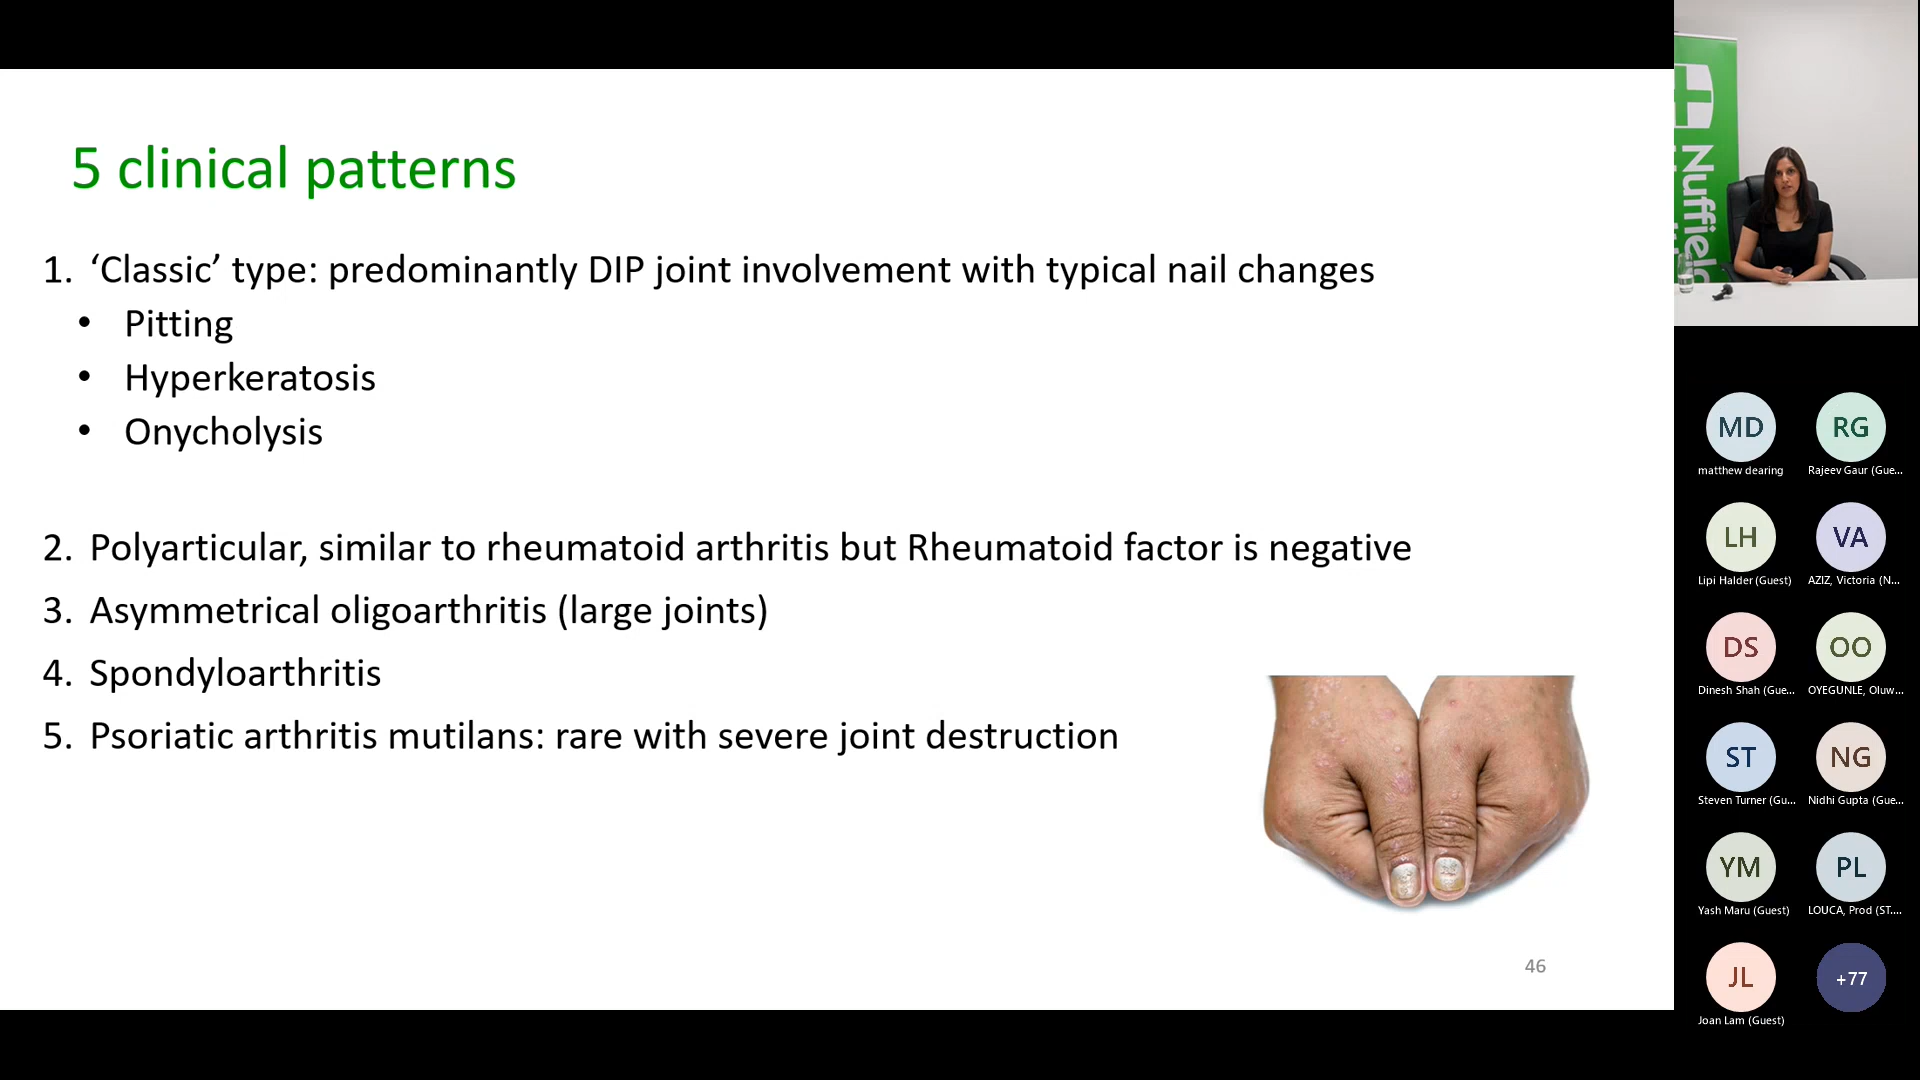 5 clinical patterns
1. ‘Classic’ type: predominantly DIP joint involvement with typical nail changes
• Pitting
• Hyperkeratosis
• Onycholysis
2. Polyarticular, similar to rheumatoid arthritis but Rheumatoid factor is negative
3. Asymmetrical oligoarthritis (large joints)
4. Spondyloarthritis
5. Psoriatic arthritis mutilans: rare with severe joint destruction
46
Nuffield
MD
RG
matthew dearing
Rajeev Gaur (Gue...
LH
VA
Lipi Halder (Guest)
AZIZ, Victoria (N...
DS
OO
Dinesh Shah (Gue...
OYEGUNLE, Oluw...
ST
NG
Steven Turner (Gu...
Nidhi Gupta (Gue...
YM
PL
Yash Maru (Guest)
LOUCA, Prod (ST....
JL
+77
Joan Lam (Guest)